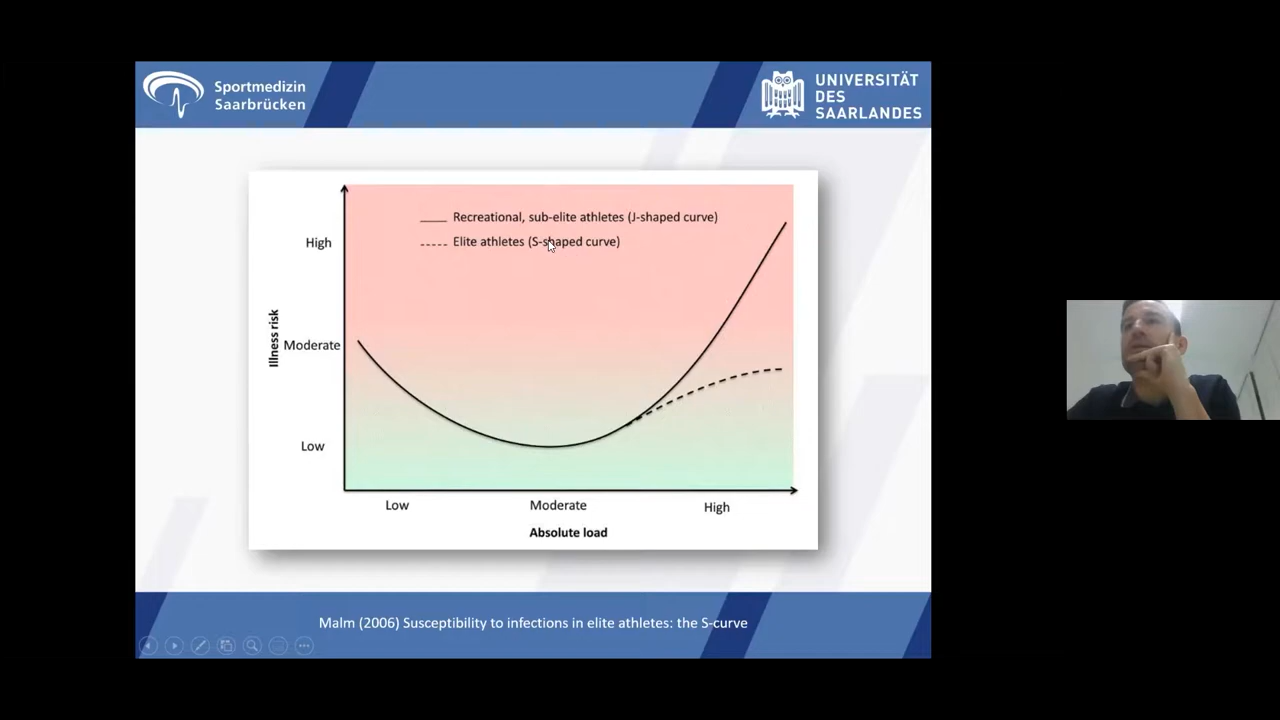 Sportmedizin
Saarbrücken
UNIVERSITÄT
DES
SAARLANDES
Recreational, sub-elite athletes (J-shaped curve)
Elite athletes (S-shaped curve)
High
Moderate
Low
Illness risk
Low
Moderate
High
Absolute load
Malm (2006) Susceptibility to infections in elite athletes: the S-curve